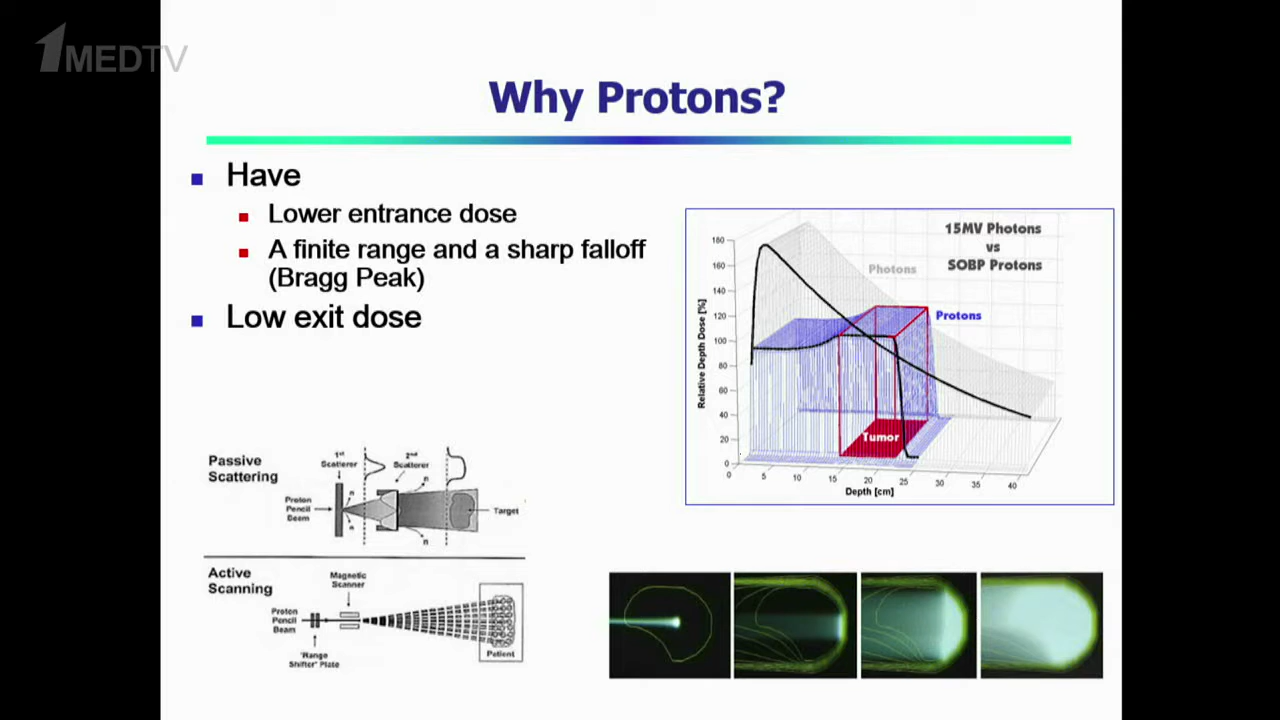 1MEDTV
Why Protons?
Have
Lower entrance dose
A finite range and a sharp falloff
(Bragg Peak)
Low exit dose
15MV Photons
vs
SOBP Protons
Photons
Protons
Tumor
Relative Depth Dose [%]
180
160
140
120
100
80
60
40
20
0
0
5
10
15
20
25
30
35
40
Depth [cm]
Passive
Scattering
1st
Scatterer
2nd
Scatterer
Proton
Pencil
Beam
n
n
n
n
Target
Active
Scanning
Magnetic
Scanner
Proton
Pencil
Beam
'Range
Shifter' Plate
Patient